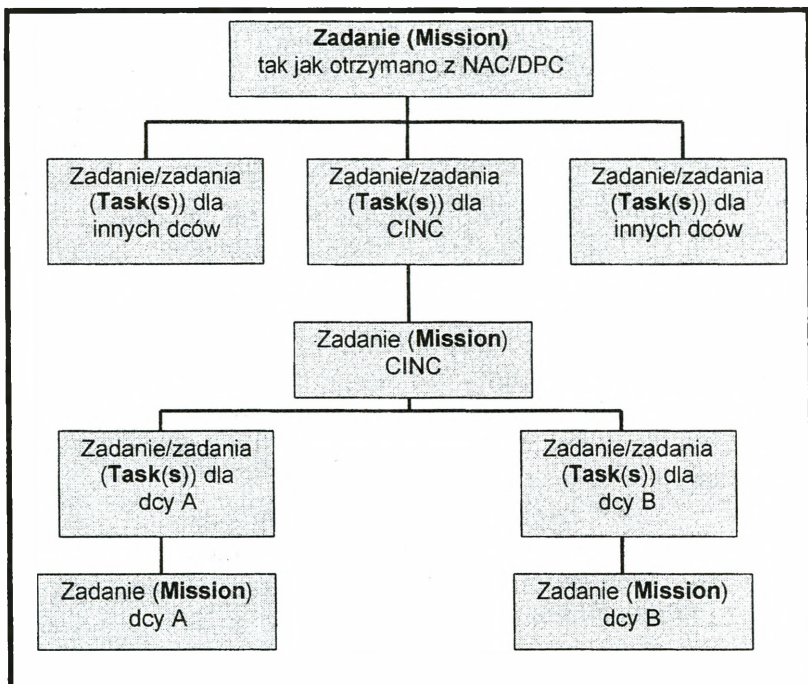 Zadanie (Mission)
tak jak otrzymano z NAC/DPC
Zadanie/zadania
(Task(s)) dla
innych dców
Zadanie/zadania
(Task(s)) dla
CINC
Zadanie/zadania
(Task(s)) dla
innych dców
Zadanie (Mission)
CINC
Zadanie/zadania
(Task(s)) dla
dcy A
Zadanie/zadania
(Task(s)) dla
dcy B
Zadanie (Mission)
dcy A
Zadanie (Mission)
dcy B